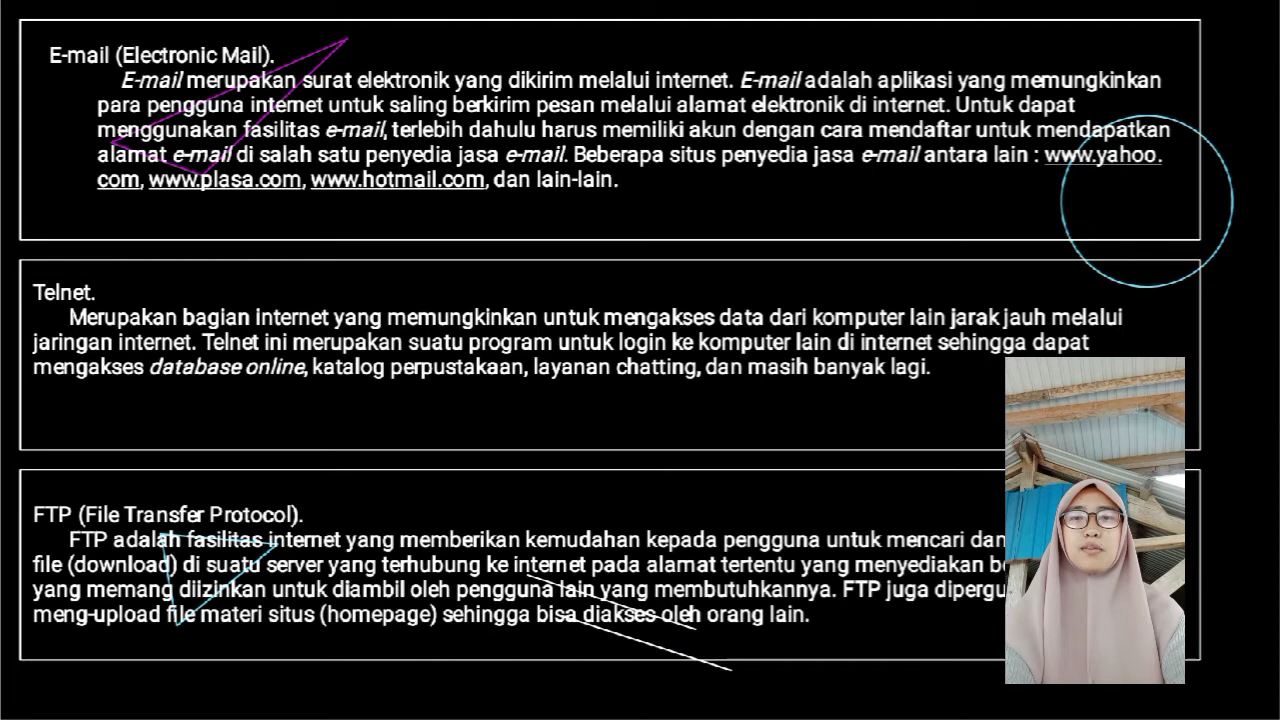 E-mail (Electronic Mail).
E-mail merupakan surat elektronik yang dikirim melalui internet. E-mail adalah aplikasi yang memungkinkan
para pengguna internet untuk saling berkirim pesan melalui alamat elektronik di internet. Untuk dapat
menggunakan fasilitas e-mail, terlebih dahulu harus memiliki akun dengan cara mendaftar untuk mendapatkan
alamat e-mail di salah satu penyedia jasa e-mail. Beberapa situs penyedia jasa e-mail antara lain : www.yahoo.
com, www.plasa.com, www.hotmail.com, dan lain-lain.
Telnet.
Merupakan bagian internet yang memungkinkan untuk mengakses data dari komputer lain jarak jauh melalui
jaringan internet. Telnet ini merupakan suatu program untuk login ke komputer lain di internet sehingga dapat
mengakses database online, katalog perpustakaan, layanan chatting, dan masih banyak lagi.
FTP (File Transfer Protocol).
FTP adalah fasilitas internet yang memberikan kemudahan kepada pengguna untuk mencari dan
file (download) di suatu server yang terhubung ke internet pada alamat tertentu yang menyediakan
yang memang diizinkan untuk diambil oleh pengguna lain yang membutuhkannya. FTP juga
meng-upload file materi situs (homepage) sehingga bisa diakses oleh orang lain.